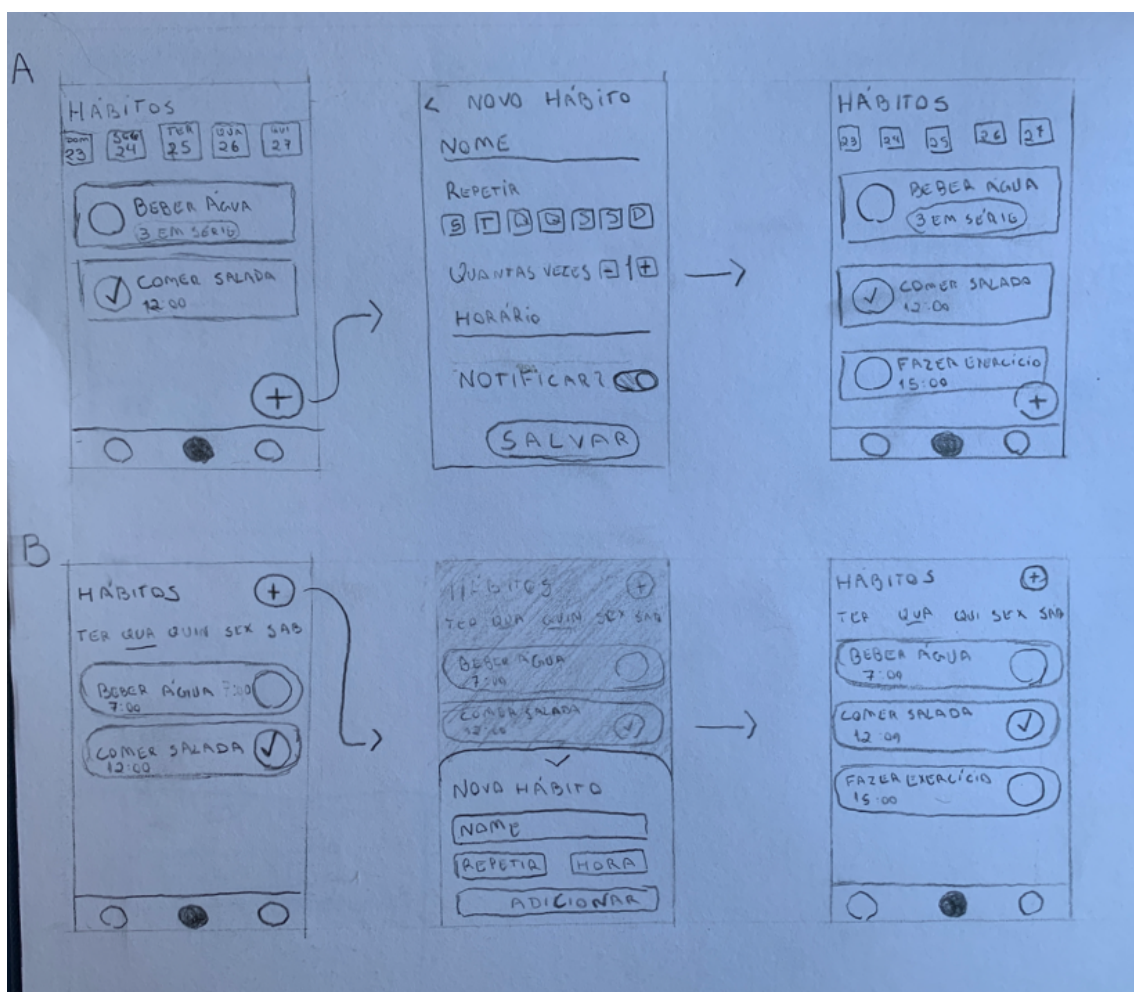 A
HÁBITOS
DOM SEG TER QUA QUI
23 24 25 26 27
BEBER ÁGUA
3 EM SÉRIE
COMER SALADA
12:00
+
< NOVO HÁBITO
NOME
REPETIR
S T Q Q S S D
QUANTAS VEZES - 1 +
HORÁRIO
NOTIFICAR?
SALVAR
HÁBITOS
23 24 25 26 27
BEBER ÁGUA
3 EM SÉRIE
COMER SALADA
12:00
FAZER EXERCÍCIO
15:00
+
B
HÁBITOS +
TER QUA QUIN SEX SAB
BEBER ÁGUA 7:00
7:00
COMER SALADA
12:00
HÁBITOS +
TER QUA QUIN SEX SAB
BEBER ÁGUA
7:00
COMER SALADA
12:00
NOVO HÁBITO
NOME
REPETIR HORA
ADICIONAR
HÁBITOS +
TER QUA QUI SEX SAB
BEBER ÁGUA
7:00
COMER SALADA
12:00
FAZER EXERCÍCIO
15:00